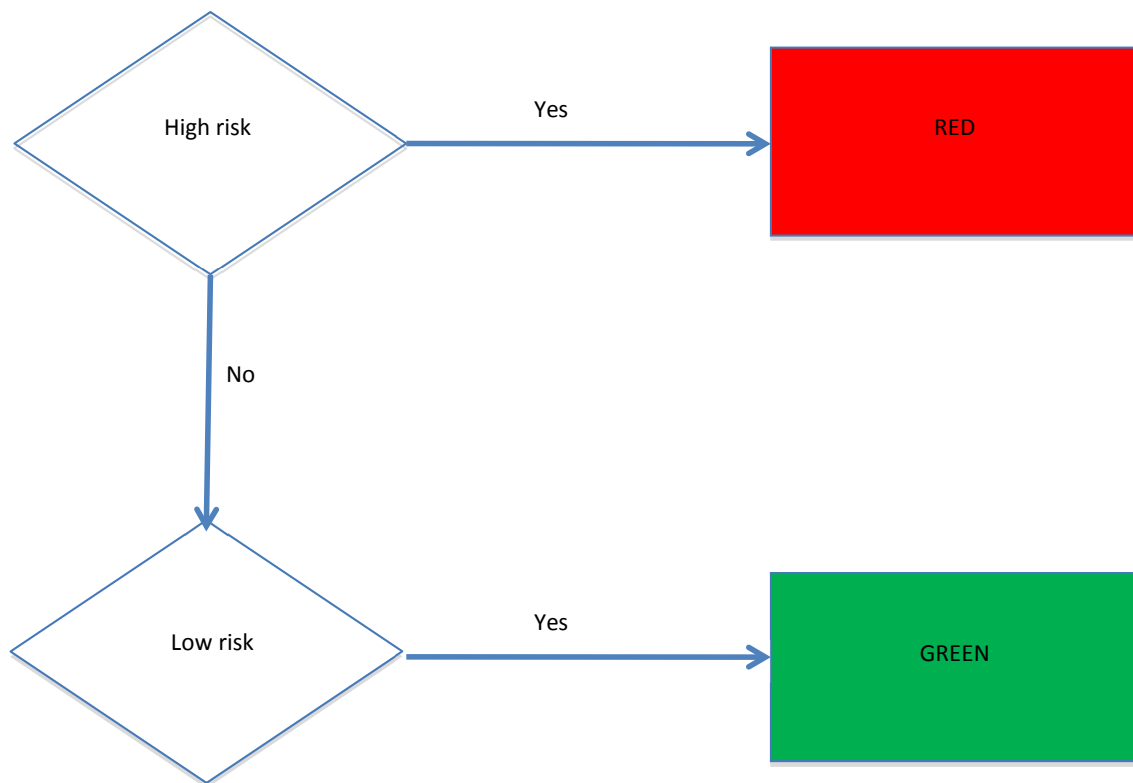 High risk
Yes
RED
No
Low risk
Yes
GREEN